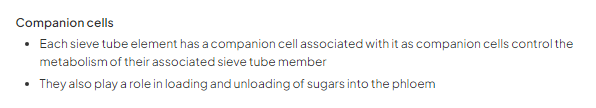 Companion cells
• Each sieve tube element has a companion cell associated with it as companion cells control the
metabolism of their associated sieve tube member
• They also play a role in loading and unloading of sugars into the phloem